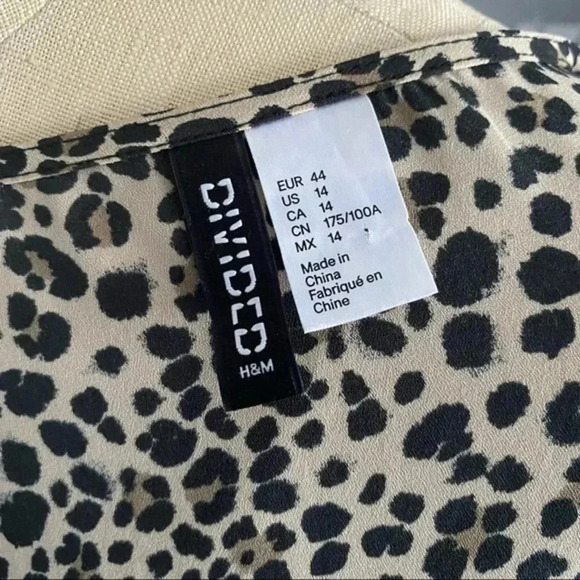 DIVIDED
H&M
EUR 44
US 14
CA 14
CN 175/100A
MX 14
Made in
China
Fabriqué en
Chine